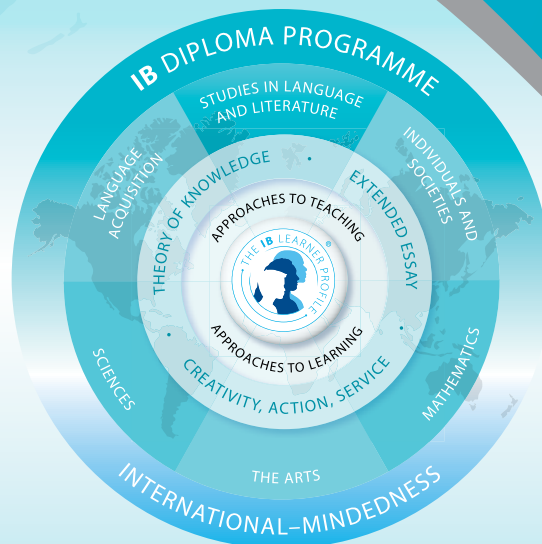 IB DIPLOMA PROGRAMME
STUDIES IN LANGUAGE
AND LITERATURE
LANGUAGE
ACQUISITION
INDIVIDUALS AND
SOCIETIES
THEORY OF KNOWLEDGE
EXTENDED ESSAY
APPROACHES TO TEACHING
THE IB LEARNER PROFILE
®
APPROACHES TO LEARNING
CREATIVITY, ACTION, SERVICE
SCIENCES
MATHEMATICS
THE ARTS
INTERNATIONAL–MINDEDNESS